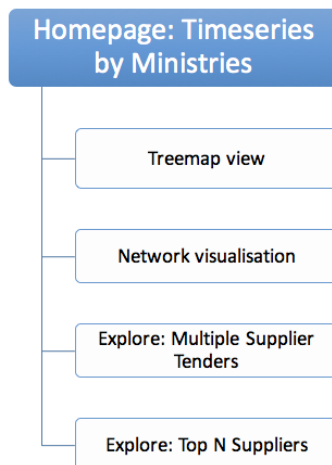 Homepage: Timeseries
by Ministries
Treemap view
Network visualisation
Explore: Multiple Supplier
Tenders
Explore: Top N Suppliers